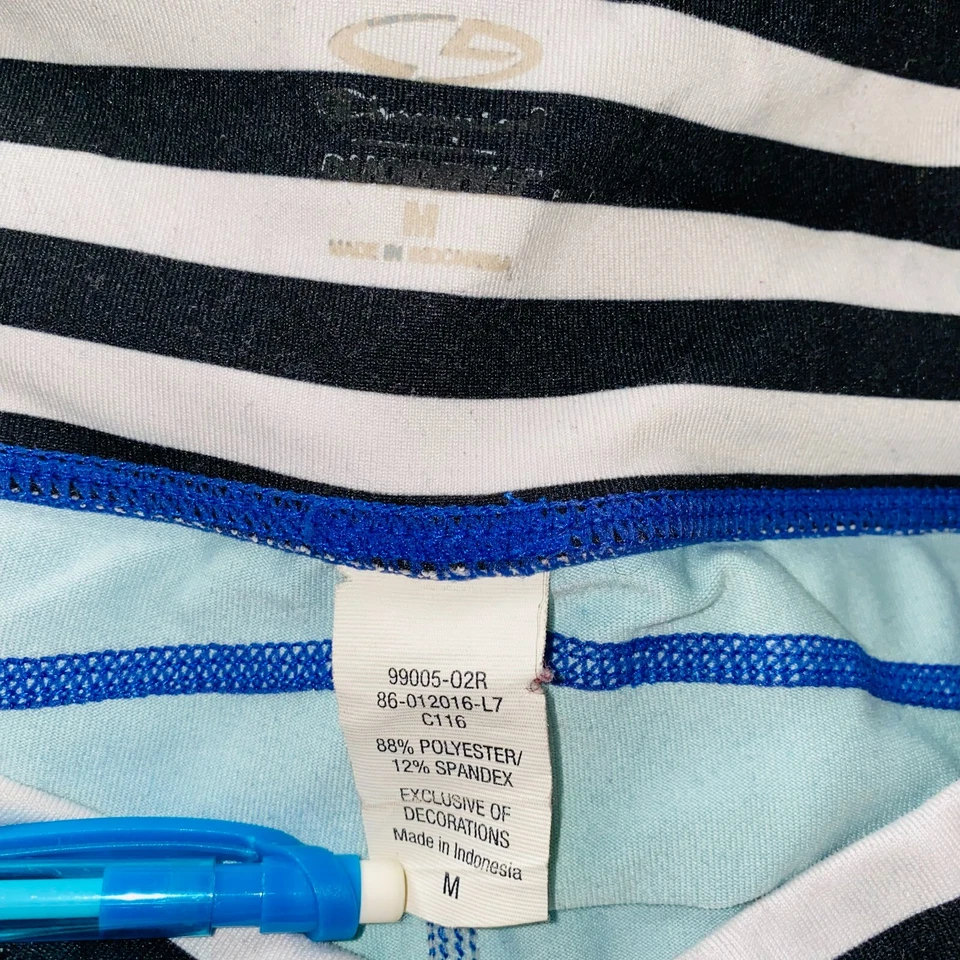 Champion
M
MADE IN INDONESIA
99005-02R
86-012016-L7
C116
88% POLYESTER/
12% SPANDEX
EXCLUSIVE OF
DECORATIONS
Made in Indonesia
M